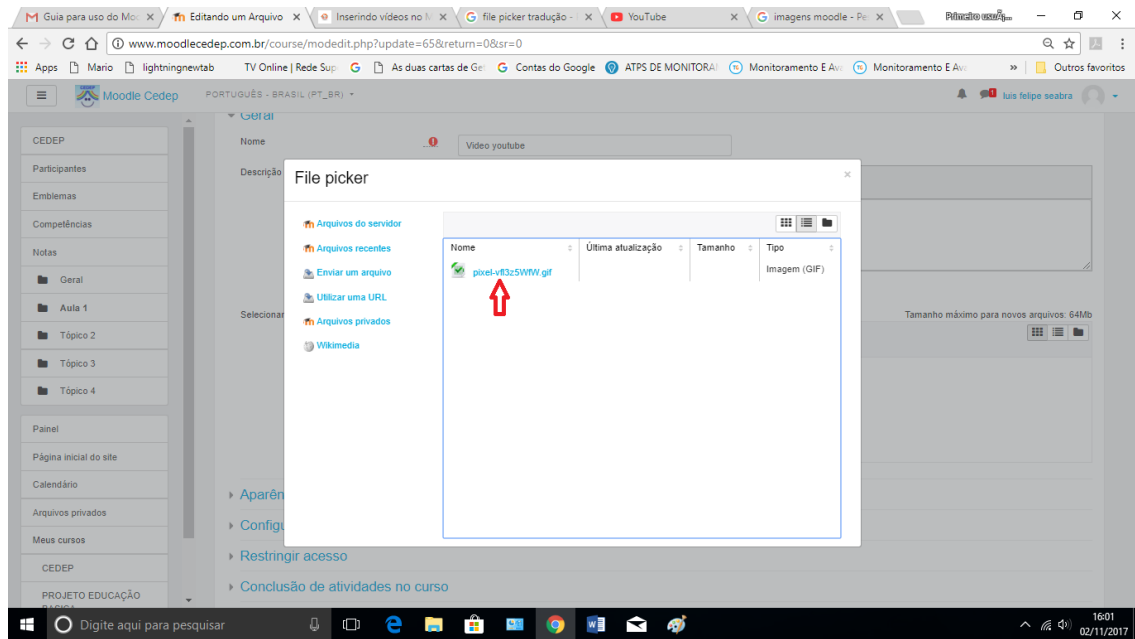 Guia para uso do Moo
Editando um Arquivo
Inserindo vídeos no M
file picker tradução -
YouTube
imagens moodle - Pe
www.moodlecedep.com.br/course/modedit.php?update=65&return=0&sr=0
Apps Mario lightningnewtab TV Online | Rede Sup As duas cartas de Ge Contas do Google ATPS DE MONITORA Monitoramento E Av Monitoramento E Av » Outros favoritos
Moodle Cedep PORTUGUÊS - BRASIL (PT_BR) luis felipe seabra
Geral
CEDEP
Participantes
Emblemas
Competências
Notas
Geral
Aula 1
Tópico 2
Tópico 3
Tópico 4
Painel
Página inicial do site
Calendário
Arquivos privados
Meus cursos
CEDEP
PROJETO EDUCAÇÃO
Nome Video youtube
Descrição
Selecionar
Tamanho máximo para novos arquivos: 64Mb
File picker
Arquivos do servidor
Arquivos recentes
Enviar um arquivo
Utilizar uma URL
Arquivos privados
Wikimedia
Nome Última atualização Tamanho Tipo
pixel-vfl3z5WfW.gif Imagem (GIF)
Aparên
Configu
Restringir acesso
Conclusão de atividades no curso
Digite aqui para pesquisar
16:01
02/11/2017